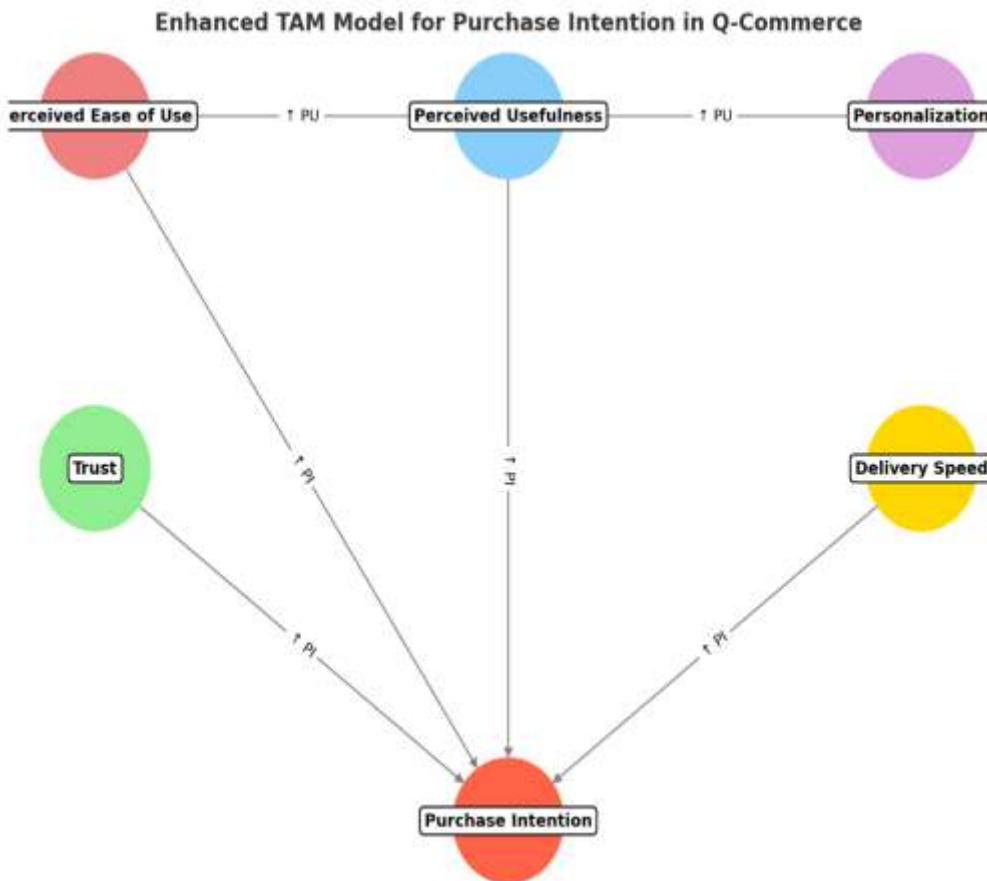 Enhanced TAM Model for Purchase Intention in Q-Commerce
erceived Ease of Use
↑ PU
Perceived Usefulness
↑ PU
Personalization
Trust
↑ PI
↑ PI
Delivery Speed
↑ PI
↑ PI
Purchase Intention